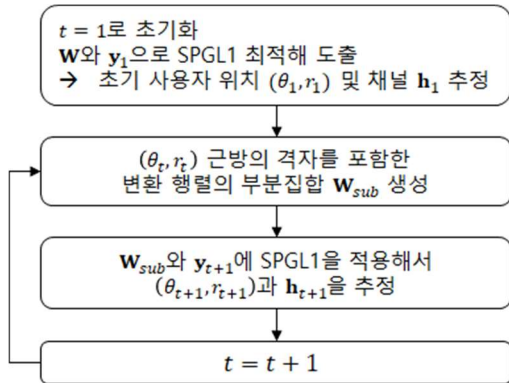 t = 1로 초기화
W와 y₁으로 SPGL1 최적해 도출
→ 초기 사용자 위치 (θ₁, r₁) 및 채널 h₁ 추정
(θₜ, rₜ) 근방의 격자를 포함한
변환 행렬의 부분집합 W_sub 생성
W_sub와 yₜ₊₁에 SPGL1을 적용해서
(θₜ₊₁, rₜ₊₁)과 hₜ₊₁을 추정
t = t + 1